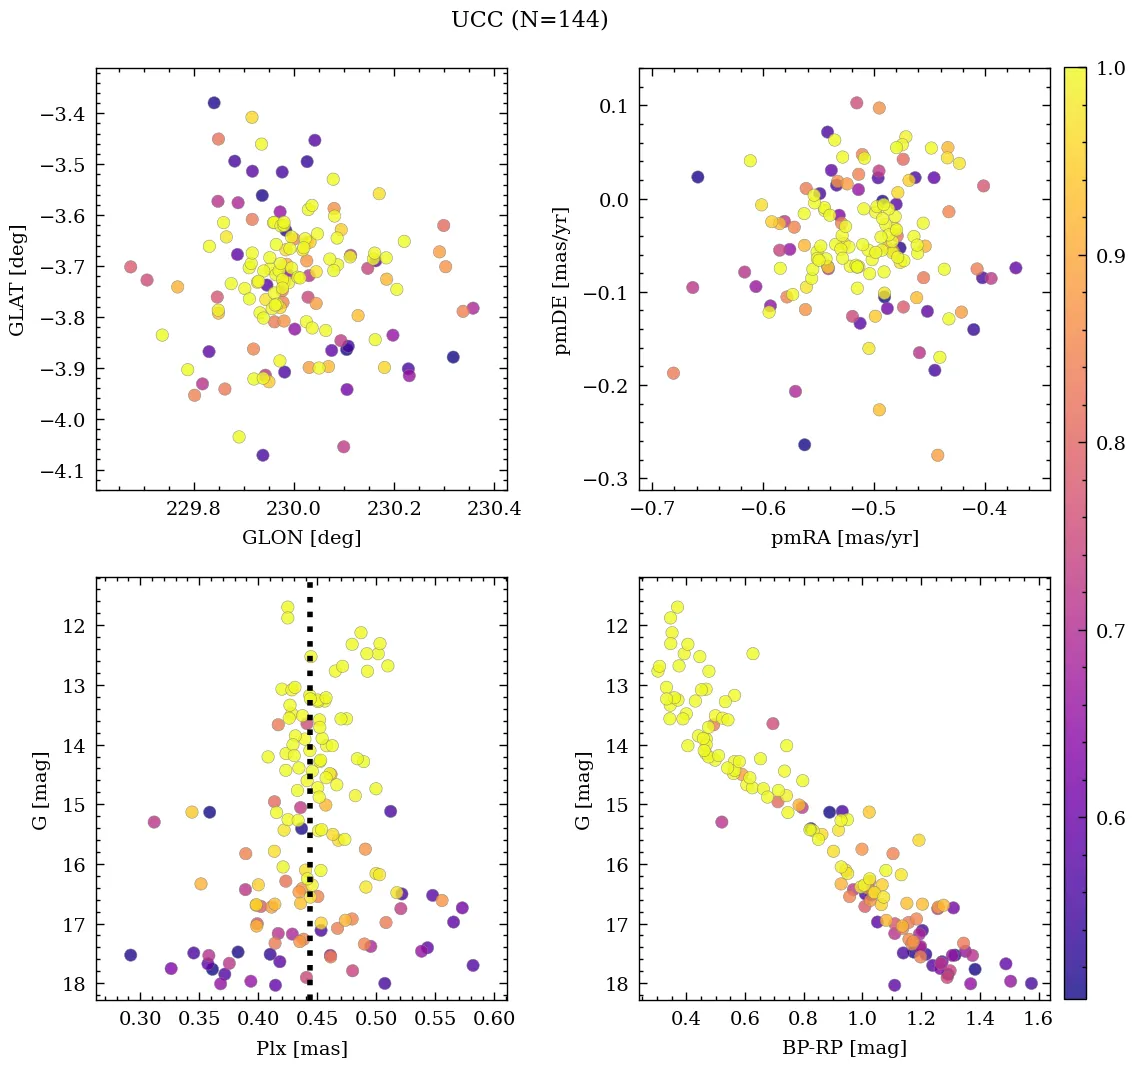 UCC (N=144)
−3.4
−3.5
−3.6
−3.7
−3.8
−3.9
−4.0
−4.1
GLAT [deg]
229.8 230.0 230.2 230.4
GLON [deg]
0.1
0.0
−0.1
−0.2
−0.3
pmDE [mas/yr]
−0.7 −0.6 −0.5 −0.4
pmRA [mas/yr]
12
13
14
15
16
17
18
G [mag]
0.30 0.35 0.40 0.45 0.50 0.55 0.60
Plx [mas]
12
13
14
15
16
17
18
G [mag]
0.4 0.6 0.8 1.0 1.2 1.4 1.6
BP-RP [mag]
1.0
0.9
0.8
0.7
0.6